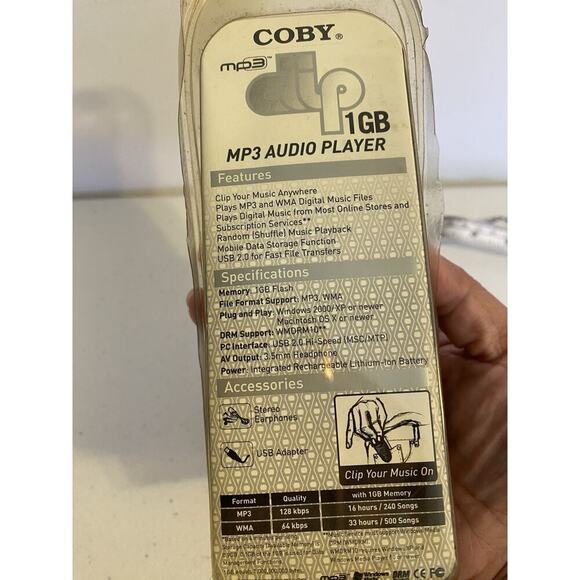 COBY®
mp3™
clip
1GB
MP3 AUDIO PLAYER
Features
Clip Your Music Anywhere
Plays MP3 and WMA Digital Music Files
Plays Digital Music from Most Online Stores and
Subscription Services**
Random (Shuffle) Music Playback
Mobile Data Storage Function
USB 2.0 for Fast File Transfers
Specifications
Memory: 1GB Flash
File Format Support: MP3, WMA
Plug and Play: Windows 2000/XP or newer
Macintosh OS X or newer
DRM Support: WMDRM10**
PC Interface: USB 2.0 Hi-Speed (MSC/MTP)
AV Output: 3.5mm Headphone
Power: Integrated Rechargeable Lithium-Ion Battery
Accessories
Stereo
Earphones
USB Adapter
Clip Your Music On
Format Quality with 1GB Memory
MP3 128 kbps 16 hours / 240 Songs
WMA 64 kbps 33 hours / 500 Songs
Management Functions.
mp3 Windows DRM CE